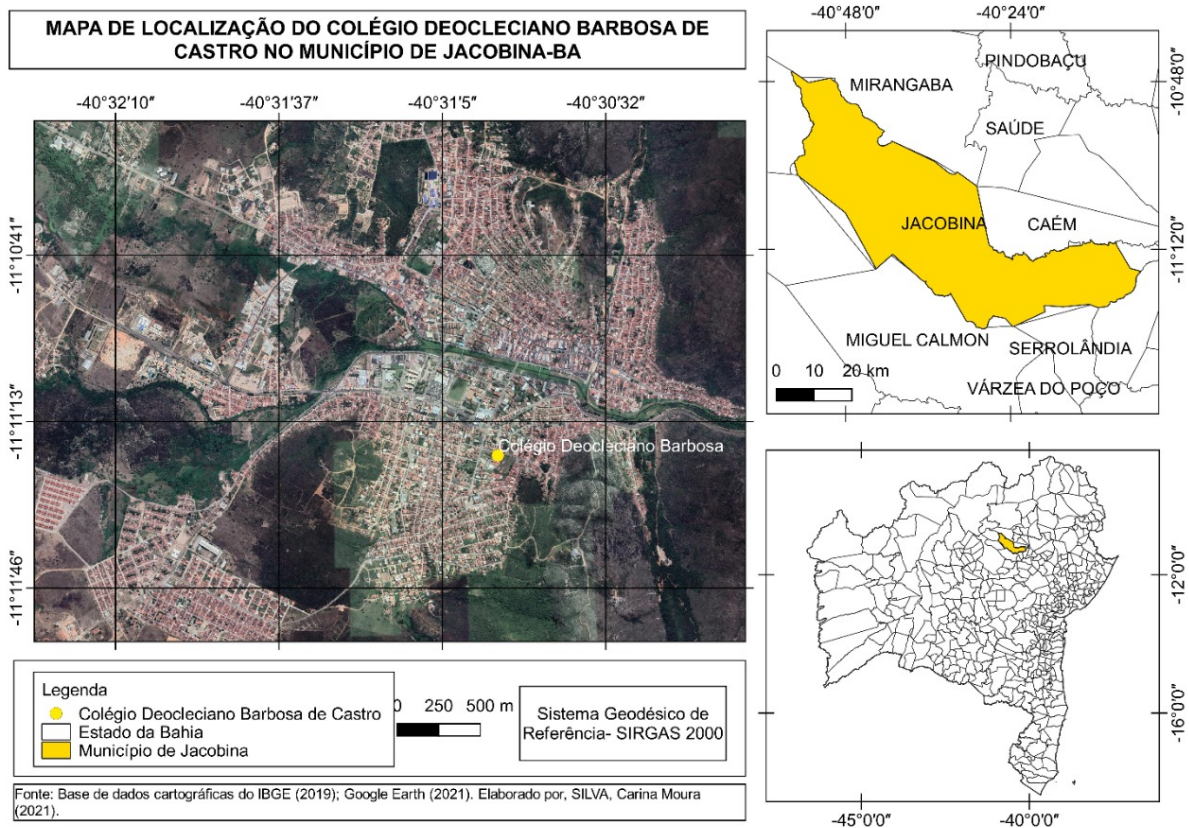 MAPA DE LOCALIZAÇÃO DO COLÉGIO DEOCLECIANO BARBOSA DE
CASTRO NO MUNICÍPIO DE JACOBINA-BA
-40°32'10″
-40°31'37″
-40°31'5″
-40°30'32″
-11°10'41″
-11°11'13″
-11°11'46″
Colégio Deocleciano Barbosa
-40°48'0″
-40°24'0″
-10°48'0″
-11°12'0″
PINDOBAÇU
MIRANGABA
SAÚDE
JACOBINA
CAÉM
MIGUEL CALMON
SERROLÂNDIA
VÁRZEA DO POÇO
0 10 20 km
-12°0'0″
-16°0'0″
-45°0'0″
-40°0'0″
Legenda
Colégio Deocleciano Barbosa de Castro
Estado da Bahia
Município de Jacobina
0 250 500 m
Sistema Geodésico de
Referência- SIRGAS 2000
Fonte: Base de dados cartográficas do IBGE (2019); Google Earth (2021). Elaborado por, SILVA, Carina Moura
(2021).